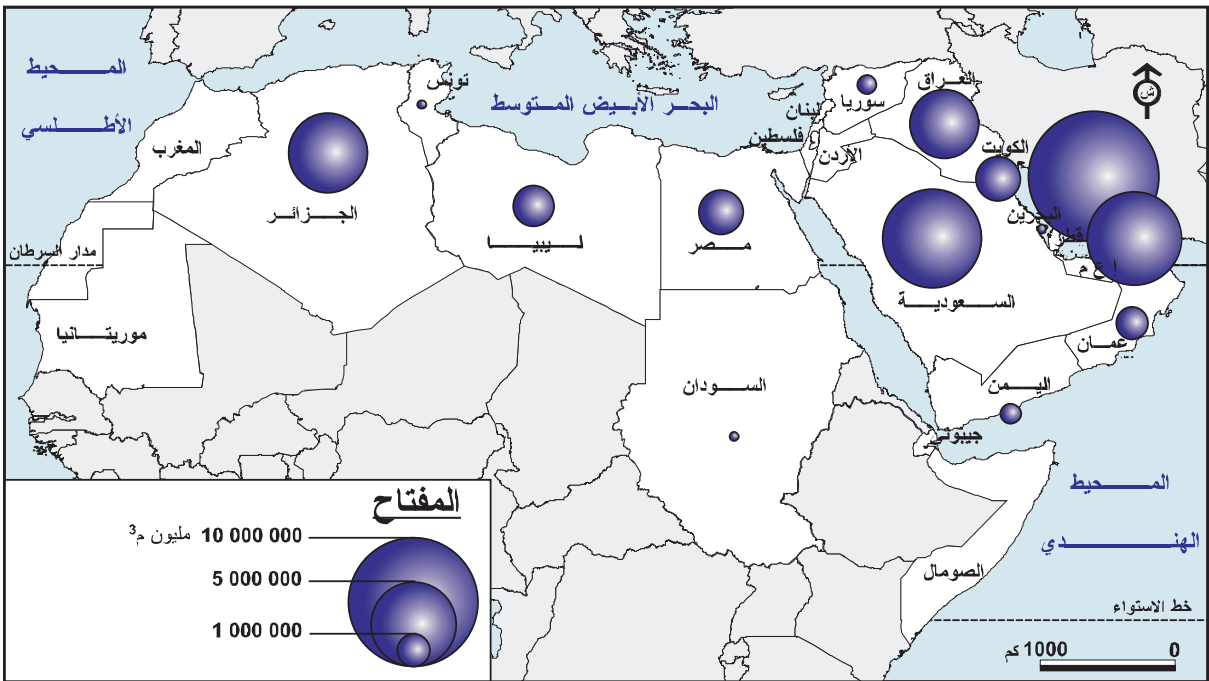 المحيط
الأطلسي
البحر الأبيض المتوسط
تونس
المغرب
الجزائر
ليبيا
مصر
مدار السرطان
موريتانيا
السودان
لبنان
سوريا
فلسطين
الأردن
العراق
الكويت
البحرين
قطر
إ ع م
السعودية
عمان
اليمن
جيبوتي
الصومال
المحيط
الهندي
خط الاستواء
ش
المفتاح
10 000 000 مليون م³
5 000 000
1 000 000
0 1000 كم